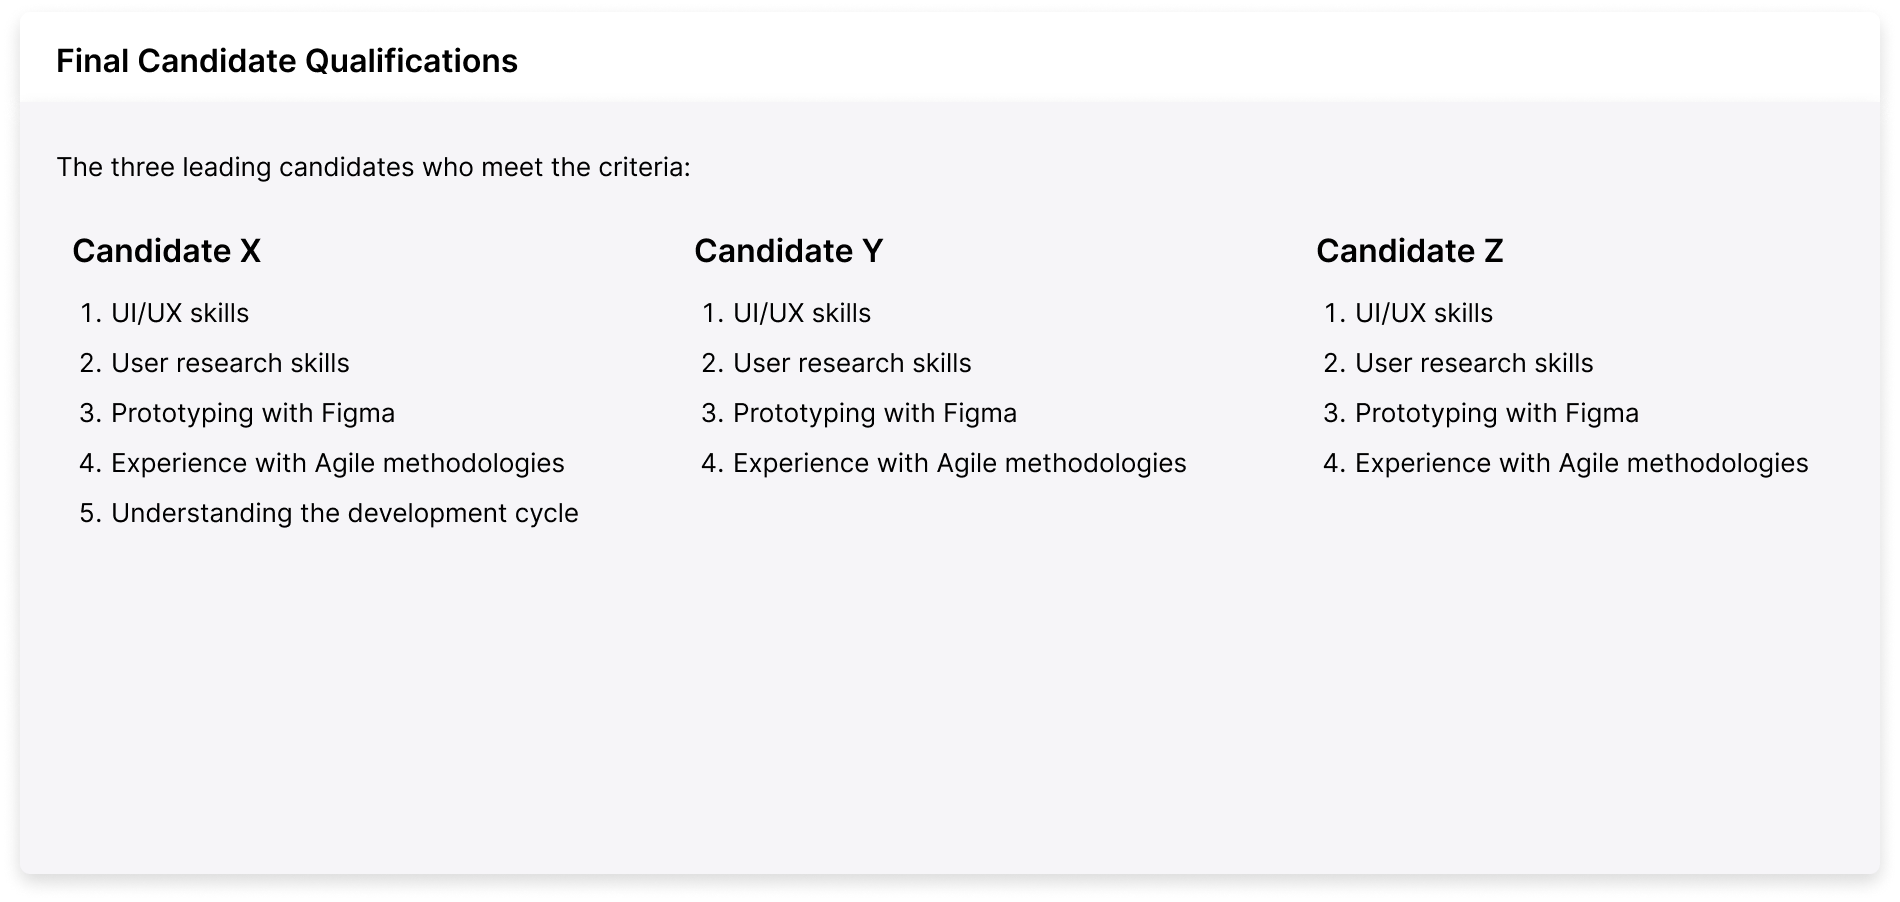 Final Candidate Qualifications
The three leading candidates who meet the criteria:
Candidate X
1. UI/UX skills
2. User research skills
3. Prototyping with Figma
4. Experience with Agile methodologies
5. Understanding the development cycle
Candidate Y
1. UI/UX skills
2. User research skills
3. Prototyping with Figma
4. Experience with Agile methodologies
Candidate Z
1. UI/UX skills
2. User research skills
3. Prototyping with Figma
4. Experience with Agile methodologies